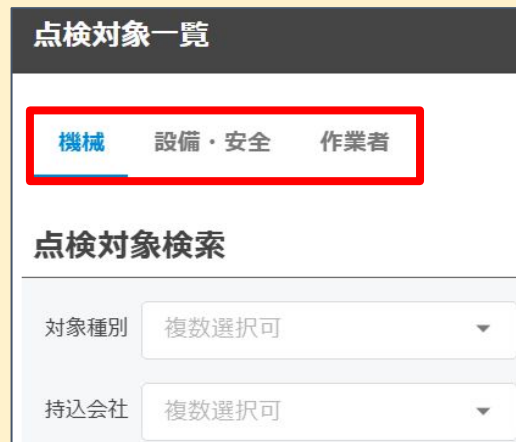 点検対象一覧
機械 設備・安全 作業者
点検対象検索
対象種別 複数選択可
持込会社 複数選択可